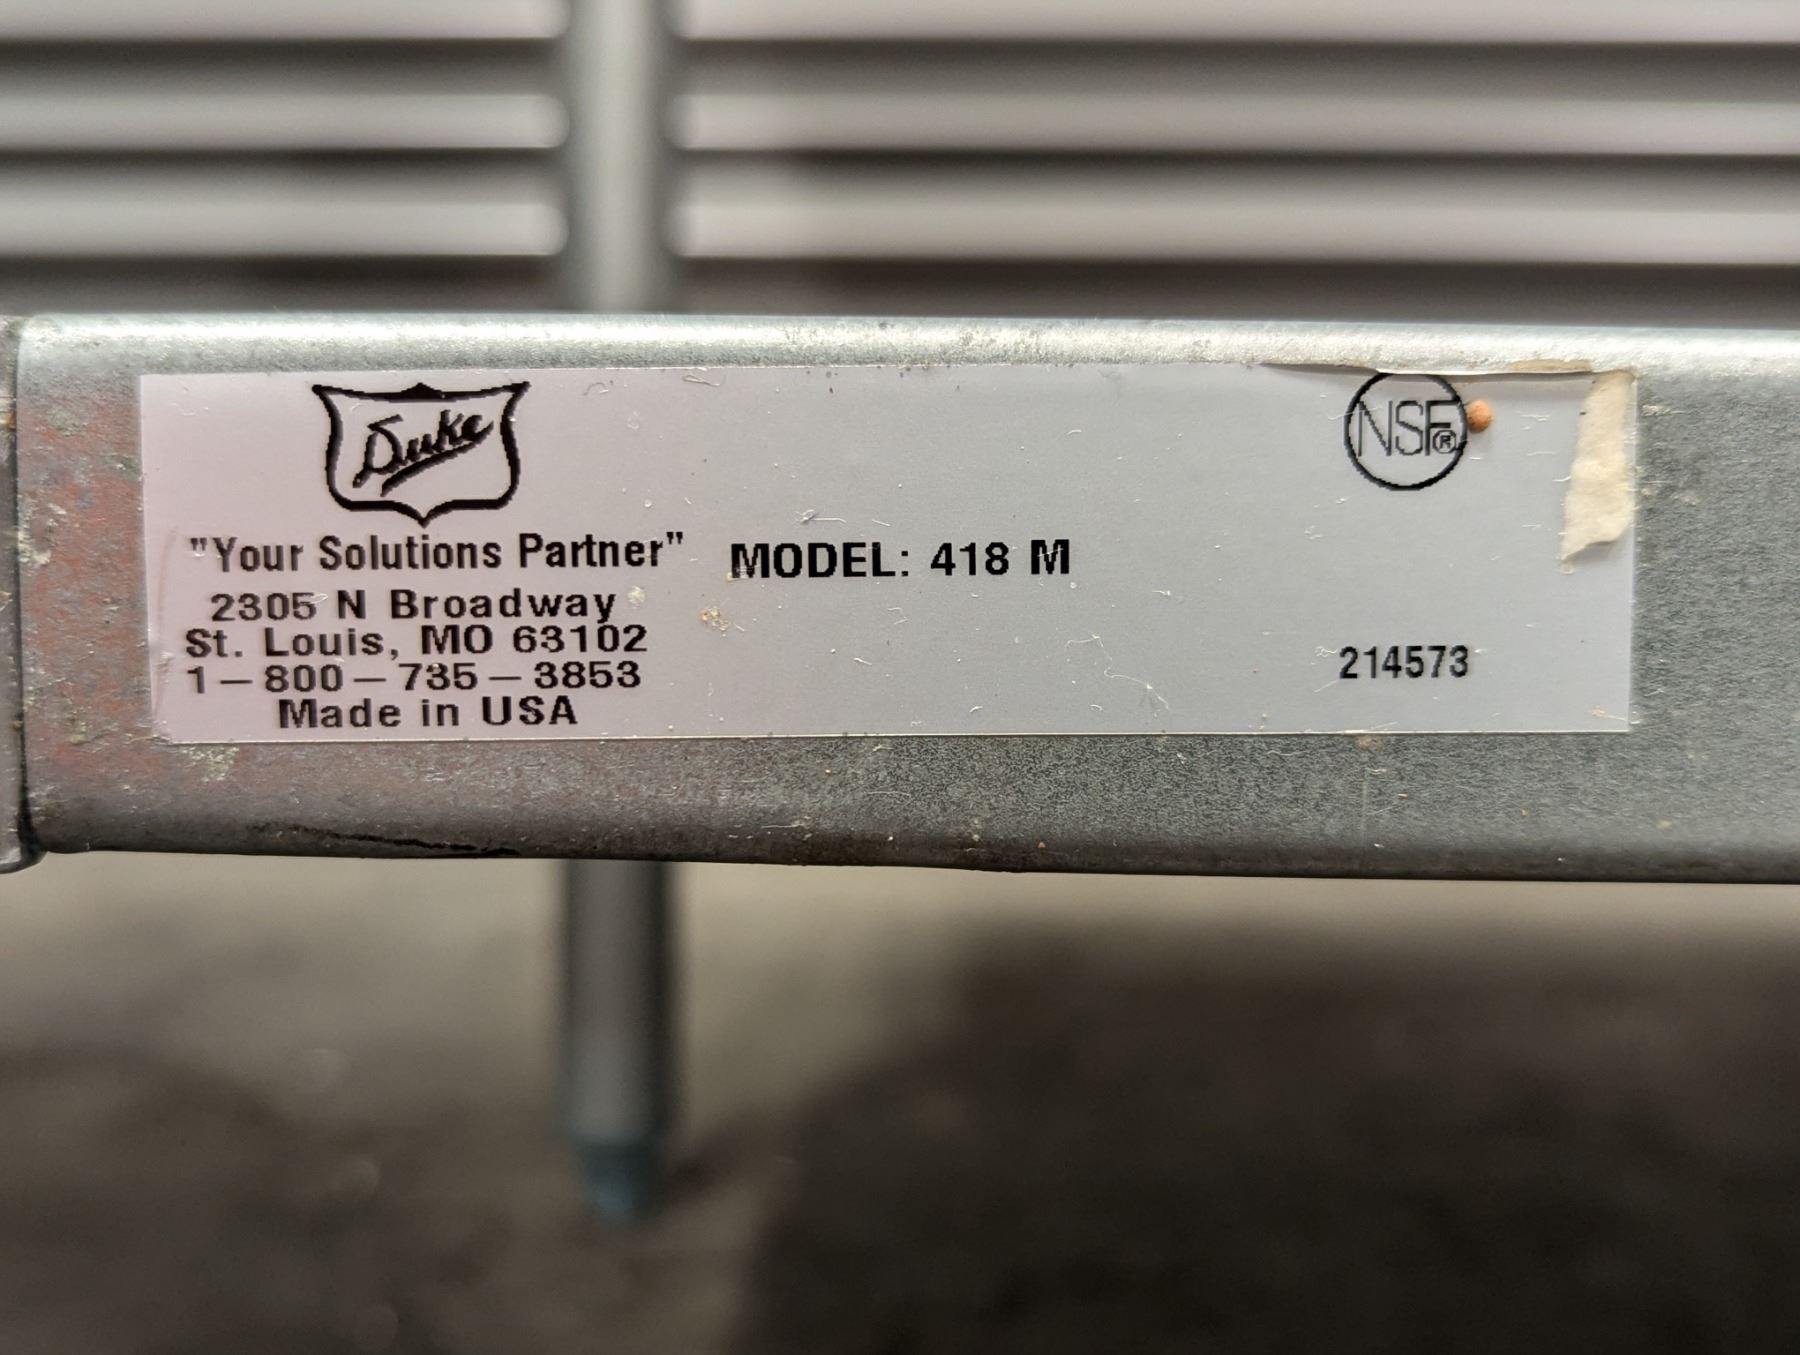 Duke
"Your Solutions Partner"
2305 N Broadway
St. Louis, MO 63102
1-800-735-3853
Made in USA
MODEL: 418 M
NSF®
214573